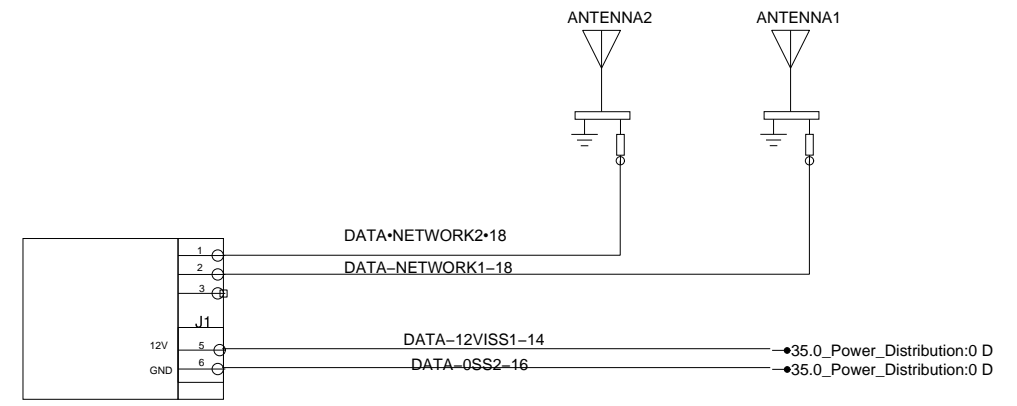 ANTENNA2 ANTENNA1
DATA•NETWORK2•18
1
DATA–NETWORK1–18
2
3
J1
DATA–12VISS1–14
12V 5 35.0_Power_Distribution:0 D
DATA–0SS2–16
GND 6 35.0_Power_Distribution:0 D